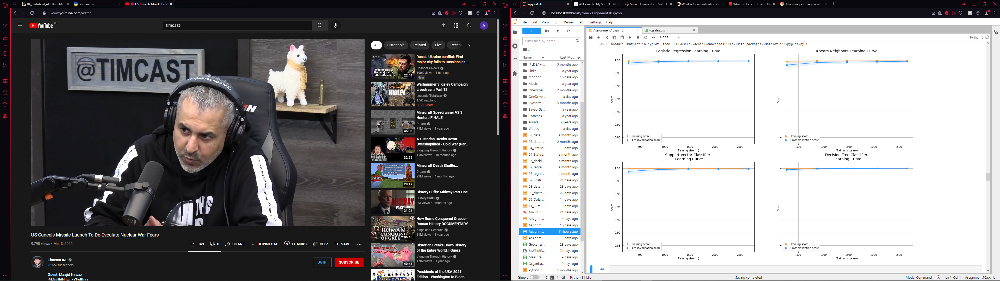 04_Statistical_AI - Data Min
Grammarly
US Cancels Missile Laun
www.youtube.com/watch
YouTube GB
timcast
A
@TIMCAST
All
Listenable
Related
Live
Recent
Russia Ukraine conflict: First
major city falls to Russians as ...
Channel 4 News
190K views • 1 hour ago
New
Invasion Day 8:
First major city
falls to Russians
22:44
Warhammer 3 Kislev Campaign
Livestream Part 13
LegendofTotalWar
1.5K watching
LIVE NOW
KISLEV
Minecraft Speedrunner VS 3
Hunters FINALE
Dream
71M views • 1 year ago
46:03
A Historian Breaks Down
Oversimplified - Cold War (Par...
Vlogging Through History
1.3M views • 10 months ago
32:55
Minecraft Death Shuffle...
Dream
21M views • 4 months ago
28:17
History Buffs: Midway Part One
History Buffs
2M views • 9 months ago
MIDWAY
PART ONE
31:04
How Rome Conquered Greece -
Roman History DOCUMENTARY
Kings and Generals
11M views • 1 year ago
ROMAN
CONQUEST
OF GREE
2:06:45
Historian Breaks Down History
of the Entire World, I Guess
Vlogging Through History
1.9M views • 1 year ago
History of the
entire world...I guess
40:44
Presidents of the USA 2021
Edition - Washington to Biden -...
US Cancels Missile Launch To De-Escalate Nuclear War Fears
9,790 views • Mar 3, 2022
843
0
SHARE
DOWNLOAD
THANKS
CLIP
SAVE
Timcast IRL
1.25M subscribers
JOIN
SUBSCRIBE
Guest: Maajid Nawaz
@MaajidNawaz (Twitter)
JupyterLab
Welcome to My Suffolk | M
Search University of Suffolk
What is Cross-Validation in
What is Decision Tree in Da
data minig learning curve a
localhost:8888/lab/tree/Assignment10.ipynb
File Edit View Run Kernel Tabs Settings Help
Filter files by name
/
Name
Last Modified
IPLDSAM... 5 months ago
Links a year ago
mongod... 16 days ago
Music a year ago
OneDrive 2 months ago
OneDrive... a day ago
Pycharm... 5 months ago
Saved Ga... a year ago
Searches a year ago
source 2 years ago
Videos a day ago
03_data_... a month ago
03_data_... 2 months ago
04_Statist... 13 days ago
04_Statist... a month ago
06_decisi... a month ago
07_regre... a month ago
07_regre... a month ago
07_unstr... 24 days ago
08_data_... 23 days ago
09_cluste... 22 days ago
09_Data_... 14 days ago
11_Sum... 9 days ago
AraujoRi... 21 days ago
Assignm... 14 days ago
Assignm... 10 days ago
Assignm... 11 hours ago
Assignm... 13 days ago
Groceries... 23 days ago
JayChoiC... 21 days ago
Measure... 9 days ago
Organisa... 9 days ago
Python_t... 5 months ago
Assignment10.ipynb
vgsales.csv
Code
Python 3
[45]: <module 'matplotlib.pyplot' from 'C:\\Users\\denis\\anaconda3\\lib\\site-packages\\matplotlib\\pyplot.py'>
Logistic Regression Learning Curve
1.00
0.98
0.96
0.94
0.92
0.90
0.88
Score
Training score
Cross-validation score
500 1000 1500 2000 2500
Training size (m)
Knears Neighbors Learning Curve
Score
Training score
Cross-validation score
500 1000 1500 2000 2500
Training size (m)
Support Vector Classifier
Learning Curve
1.00
0.98
0.96
0.94
0.92
0.90
0.88
Score
Training score
Cross-validation score
500 1000 1500 2000 2500
Training size (m)
Decision Tree Classifier
Learning Curve
Score
Training score
Cross-validation score
500 1000 1500 2000 2500
Training size (m)
[46]:
Simple
0
1
Python 3 | Idle
Saving completed
Mode: Command
Ln 1, Col 1
Assignment10.ipynb